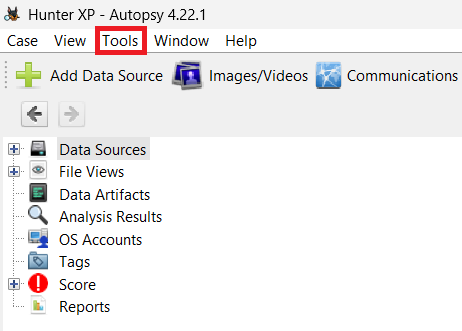 Hunter XP - Autopsy 4.22.1
Case View Tools Window Help
Add Data Source Images/Videos Communications
Data Sources
File Views
Data Artifacts
Analysis Results
OS Accounts
Tags
Score
Reports